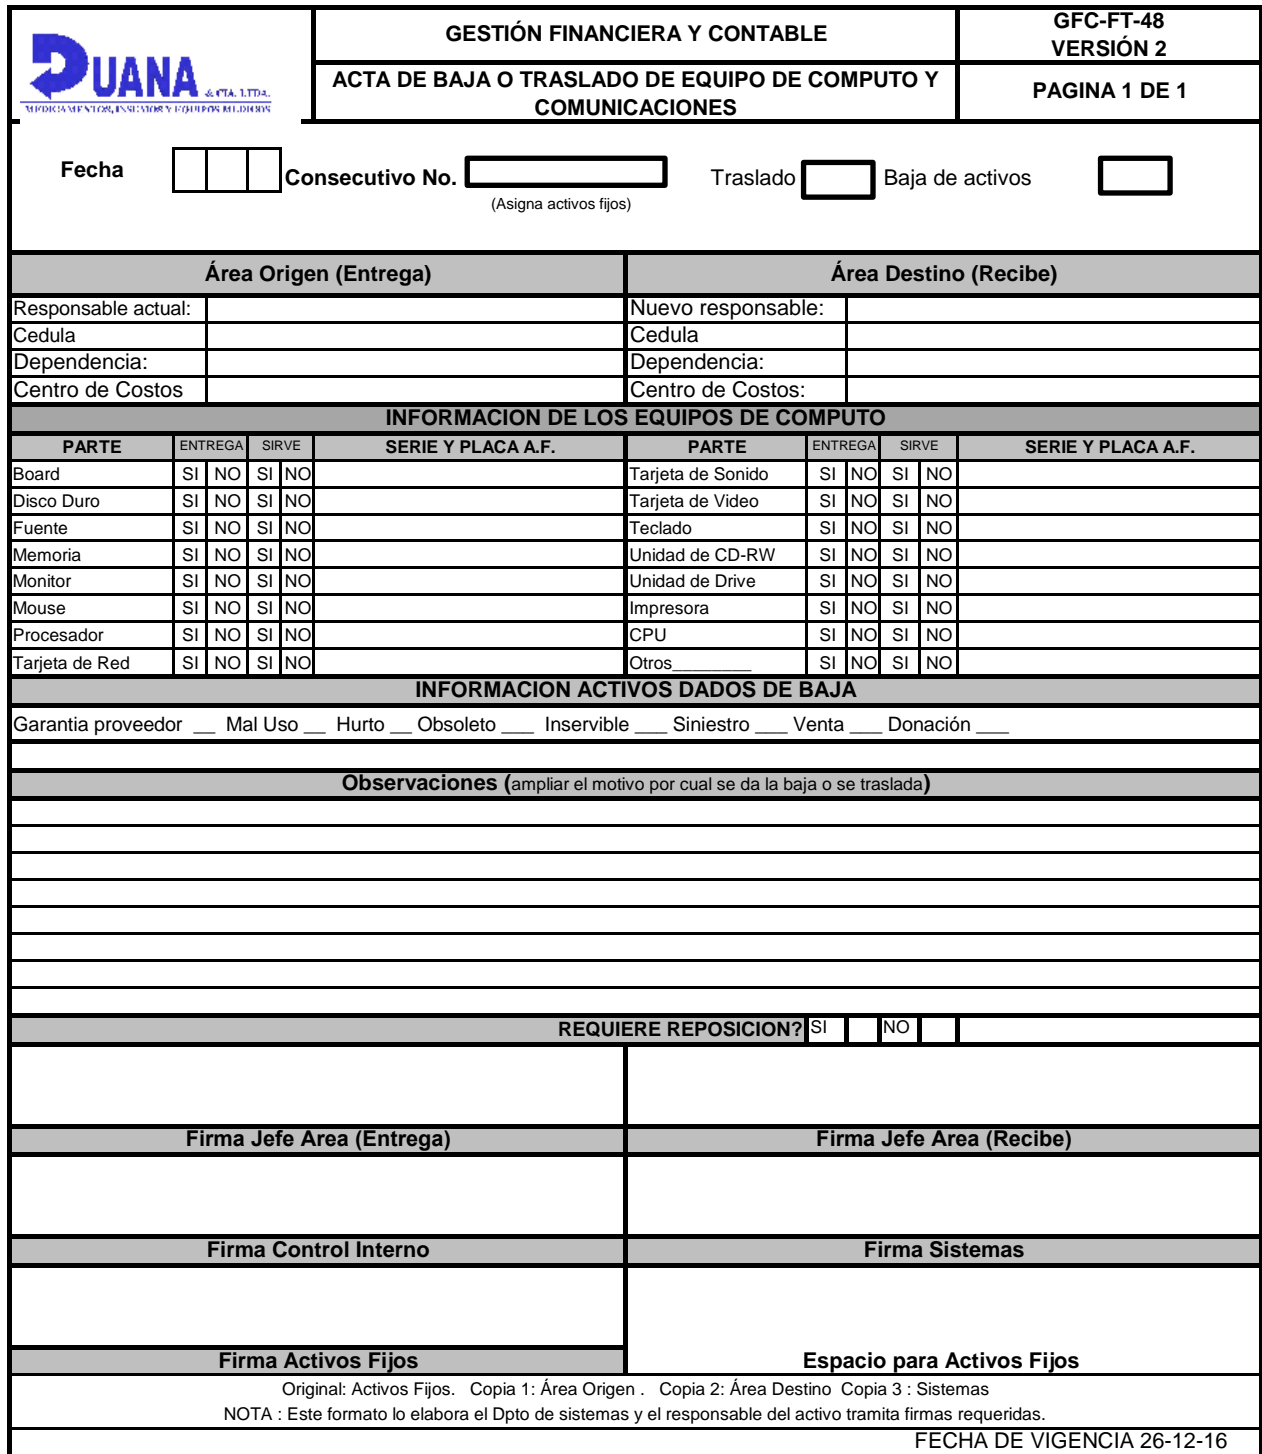 DUANA & CIA. LTDA.
MEDICAMENTOS, INSUMOS Y EQUIPOS MEDICOS
GESTIÓN FINANCIERA Y CONTABLE
GFC-FT-48
VERSIÓN 2
ACTA DE BAJA O TRASLADO DE EQUIPO DE COMPUTO Y
COMUNICACIONES
PAGINA 1 DE 1
Fecha Consecutivo No. Traslado Baja de activos
(Asigna activos fijos)
Área Origen (Entrega) Área Destino (Recibe)
Responsable actual: Nuevo responsable:
Cedula Cedula
Dependencia: Dependencia:
Centro de Costos Centro de Costos:
INFORMACION DE LOS EQUIPOS DE COMPUTO
PARTE ENTREGA SIRVE SERIE Y PLACA A.F. PARTE ENTREGA SIRVE SERIE Y PLACA A.F.
Board SI NO SI NO Tarjeta de Sonido SI NO SI NO
Disco Duro SI NO SI NO Tarjeta de Video SI NO SI NO
Fuente SI NO SI NO Teclado SI NO SI NO
Memoria SI NO SI NO Unidad de CD-RW SI NO SI NO
Monitor SI NO SI NO Unidad de Drive SI NO SI NO
Mouse SI NO SI NO Impresora SI NO SI NO
Procesador SI NO SI NO CPU SI NO SI NO
Tarjeta de Red SI NO SI NO Otros________ SI NO SI NO
INFORMACION ACTIVOS DADOS DE BAJA
Garantia proveedor __ Mal Uso __ Hurto __ Obsoleto ___ Inservible ___ Siniestro ___ Venta ___ Donación ___
Observaciones (ampliar el motivo por cual se da la baja o se traslada)
REQUIERE REPOSICION? SI NO
Firma Jefe Area (Entrega) Firma Jefe Area (Recibe)
Firma Control Interno Firma Sistemas
Firma Activos Fijos Espacio para Activos Fijos
Original: Activos Fijos. Copia 1: Área Origen . Copia 2: Área Destino Copia 3 : Sistemas
NOTA : Este formato lo elabora el Dpto de sistemas y el responsable del activo tramita firmas requeridas.
FECHA DE VIGENCIA 26-12-16